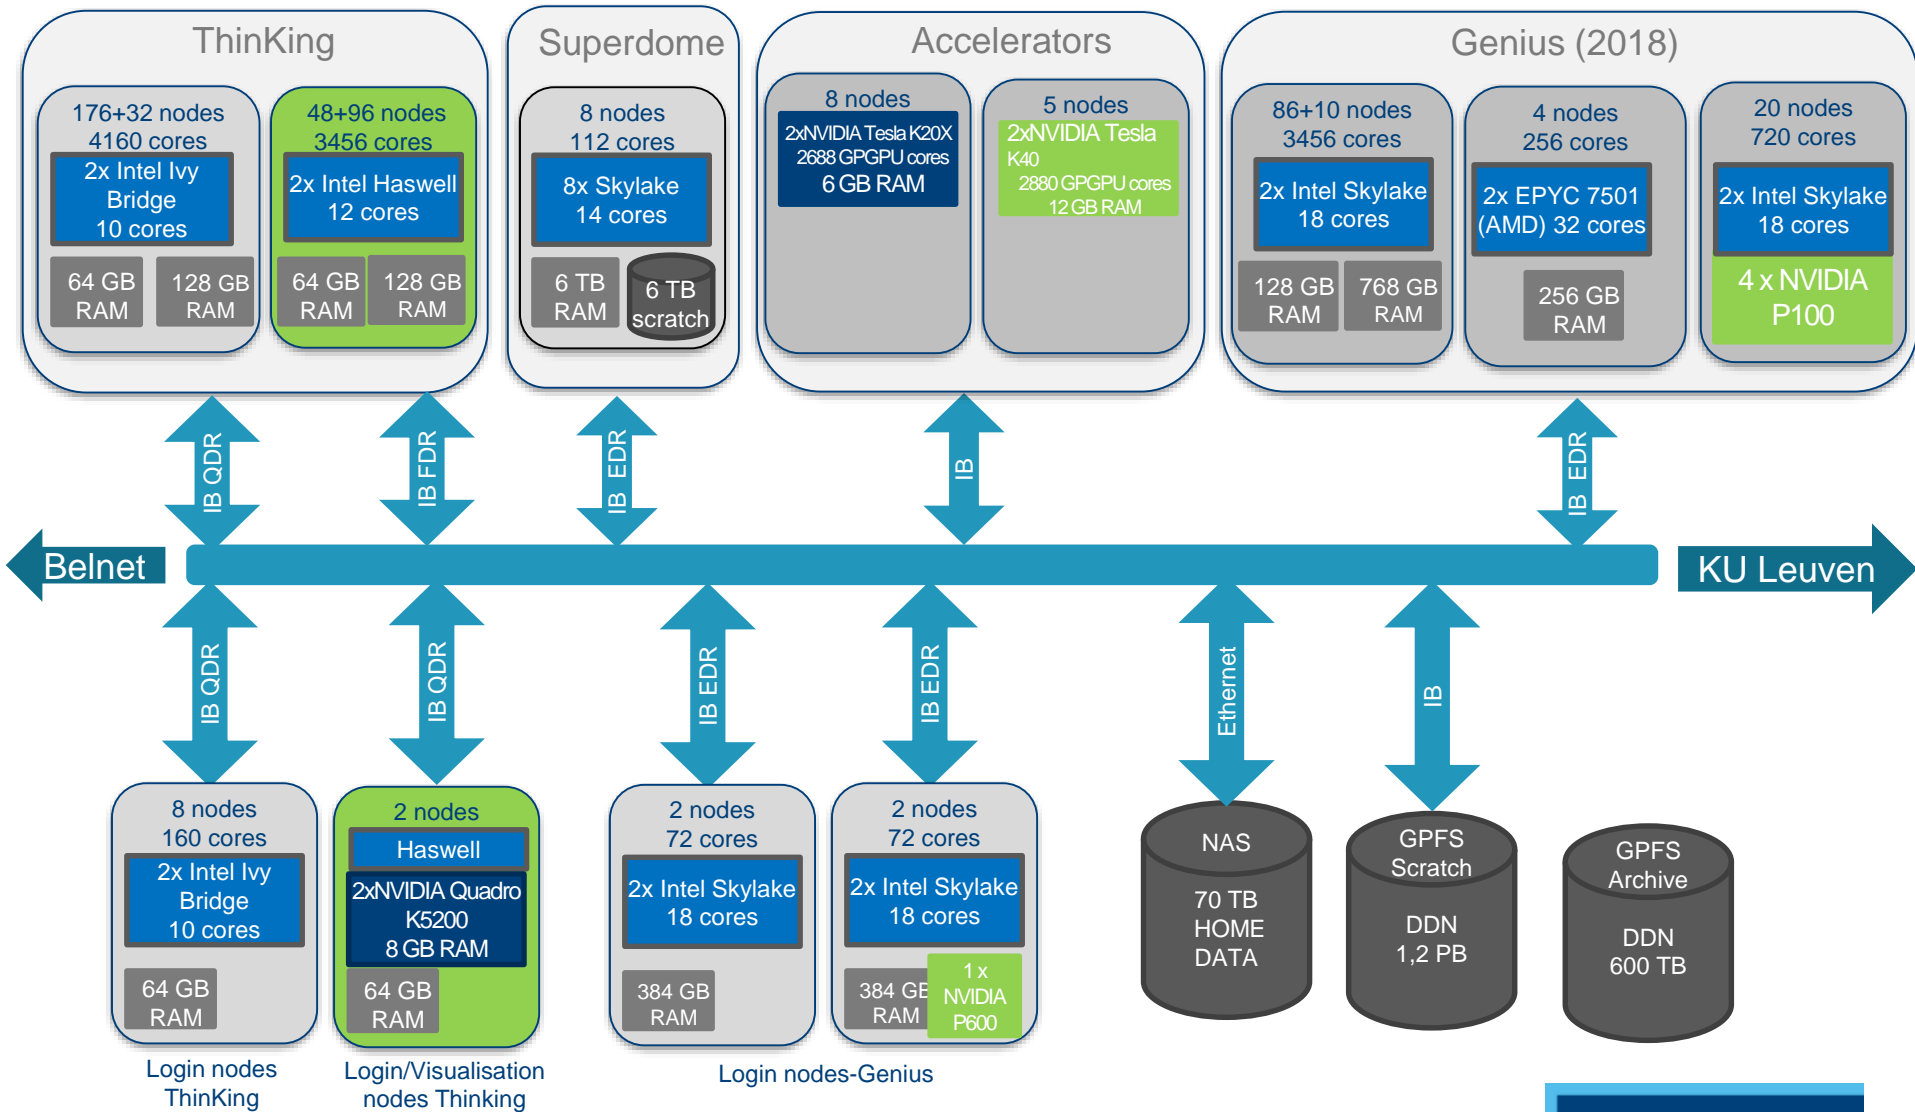 ThinKing
176+32 nodes
4160 cores
2x Intel Ivy
Bridge
10 cores
64 GB
RAM
128 GB
RAM
48+96 nodes
3456 cores
2x Intel Haswell
12 cores
64 GB
RAM
128 GB
RAM
Superdome
8 nodes
112 cores
8x Skylake
14 cores
6 TB
RAM
6 TB
scratch
Accelerators
8 nodes
2xNVIDIA Tesla K20X
2688 GPGPU cores
6 GB RAM
5 nodes
2xNVIDIA Tesla
K40
2880 GPGPU cores
12 GB RAM
Genius (2018)
86+10 nodes
3456 cores
2x Intel Skylake
18 cores
128 GB
RAM
768 GB
RAM
4 nodes
256 cores
2x EPYC 7501
(AMD) 32 cores
256 GB
RAM
20 nodes
720 cores
2x Intel Skylake
18 cores
4 x NVIDIA
P100
IB QDR
IB FDR
IB EDR
IB
IB EDR
Belnet
KU Leuven
IB QDR
IB QDR
IB EDR
IB EDR
Ethernet
IB
8 nodes
160 cores
2x Intel Ivy
Bridge
10 cores
64 GB
RAM
Login nodes
ThinKing
2 nodes
Haswell
2xNVIDIA Quadro
K5200
8 GB RAM
64 GB
RAM
Login/Visualisation
nodes Thinking
2 nodes
72 cores
2x Intel Skylake
18 cores
384 GB
RAM
2 nodes
72 cores
2x Intel Skylake
18 cores
384 GB
RAM
1 x
NVIDIA
P600
Login nodes-Genius
NAS
70 TB
HOME
DATA
GPFS
Scratch
DDN
1,2 PB
GPFS
Archive
DDN
600 TB